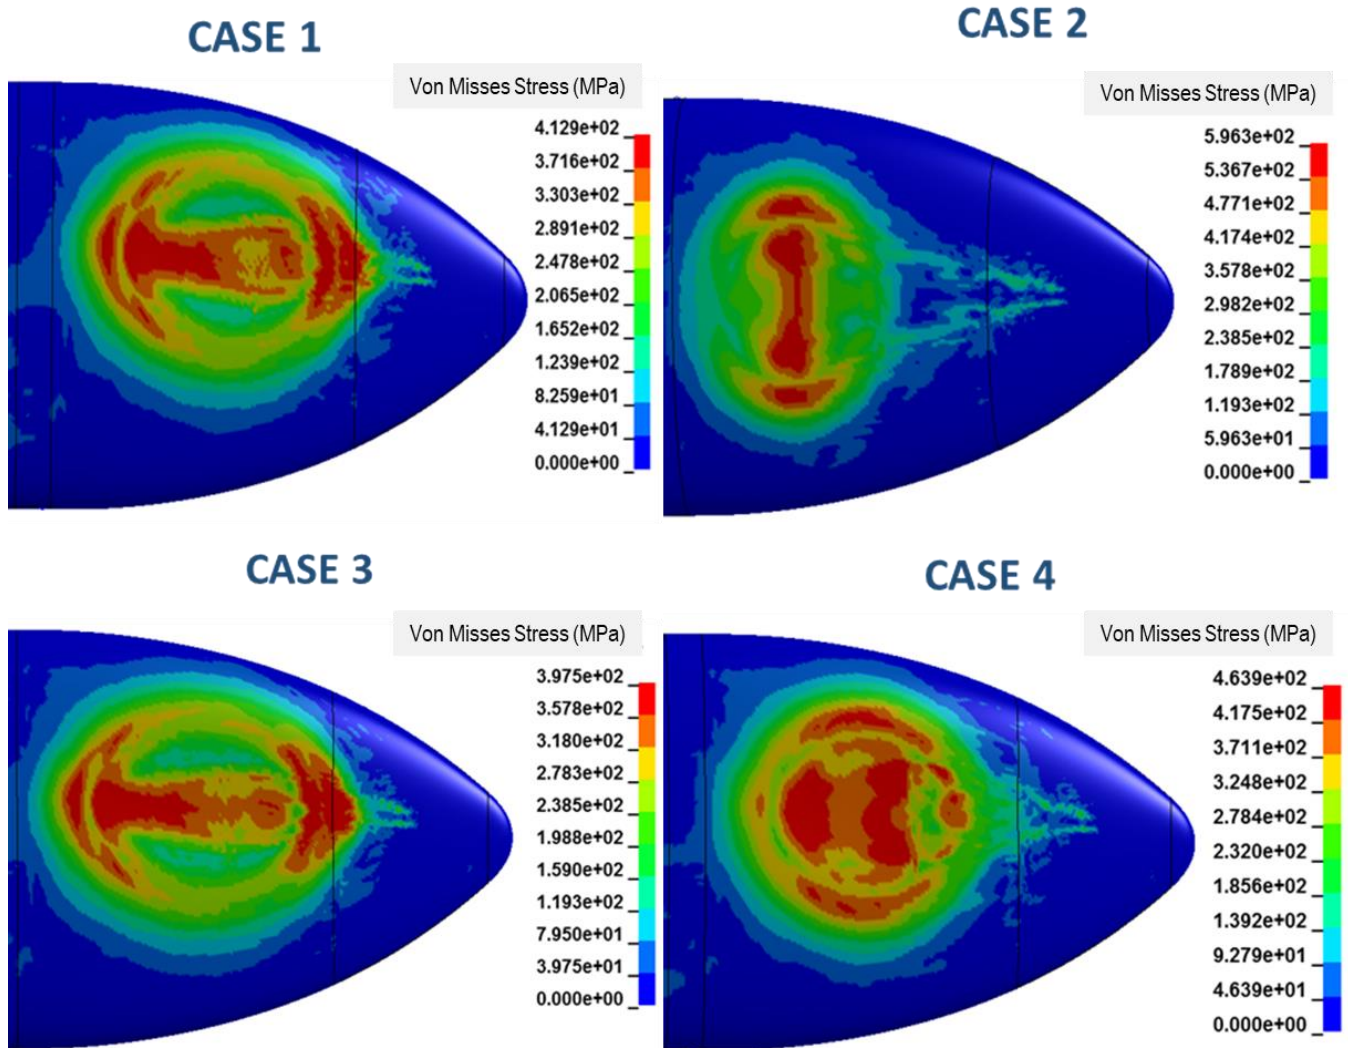 CASE 1
Von Misses Stress (MPa)
4.129e+02
3.716e+02
3.303e+02
2.891e+02
2.478e+02
2.065e+02
1.652e+02
1.239e+02
8.259e+01
4.129e+01
0.000e+00
CASE 2
Von Misses Stress (MPa)
5.963e+02
5.367e+02
4.771e+02
4.174e+02
3.578e+02
2.982e+02
2.385e+02
1.789e+02
1.193e+02
5.963e+01
0.000e+00
CASE 3
Von Misses Stress (MPa)
3.975e+02
3.578e+02
3.180e+02
2.783e+02
2.385e+02
1.988e+02
1.590e+02
1.193e+02
7.950e+01
3.975e+01
0.000e+00
CASE 4
Von Misses Stress (MPa)
4.639e+02
4.175e+02
3.711e+02
3.248e+02
2.784e+02
2.320e+02
1.856e+02
1.392e+02
9.279e+01
4.639e+01
0.000e+00